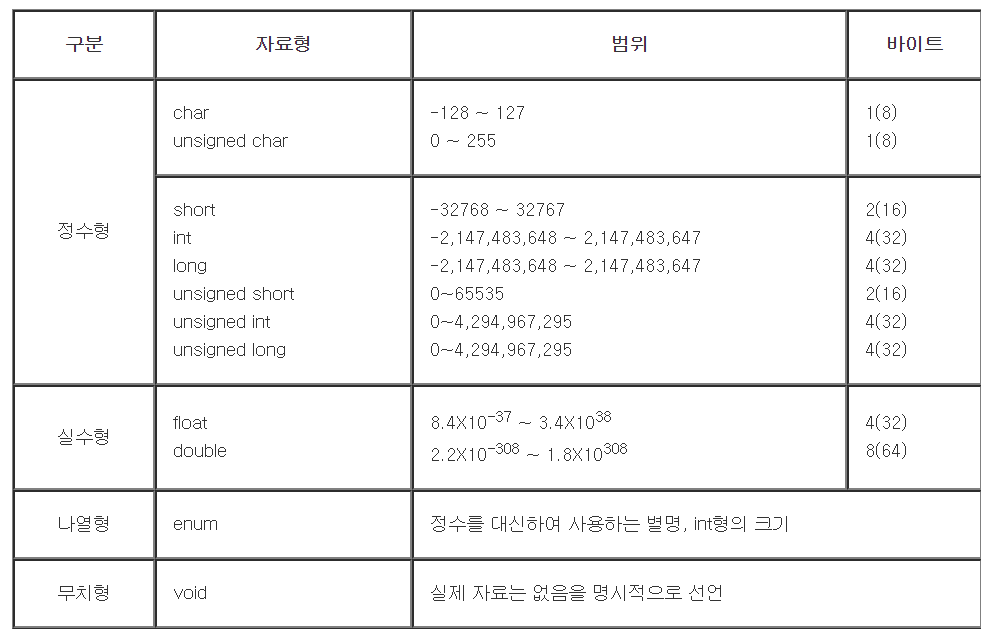 구분 자료형 범위 바이트
정수형
char -128 ~ 127 1(8)
unsigned char 0 ~ 255 1(8)
short -32768 ~ 32767 2(16)
int -2,147,483,648 ~ 2,147,483,647 4(32)
long -2,147,483,648 ~ 2,147,483,647 4(32)
unsigned short 0~65535 2(16)
unsigned int 0~4,294,967,295 4(32)
unsigned long 0~4,294,967,295 4(32)
실수형
float 8.4X10⁻³⁷ ~ 3.4X10³⁸ 4(32)
double 2.2X10⁻³⁰⁸ ~ 1.8X10³⁰⁸ 8(64)
나열형 enum 정수를 대신하여 사용하는 별명, int형의 크기
무치형 void 실제 자료는 없음을 명시적으로 선언